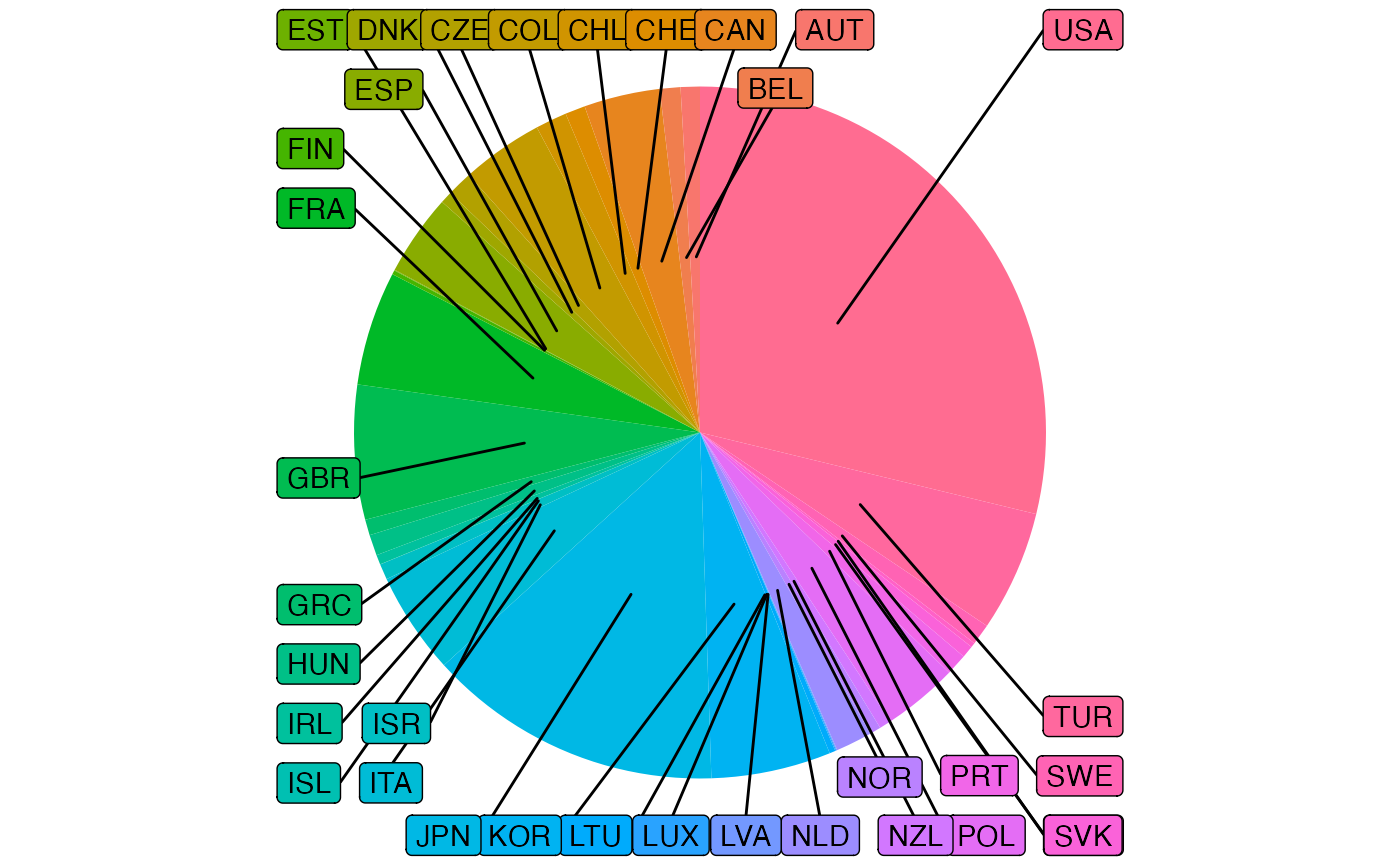 EST DNK CZE COL CHL CHE CAN AUT USA
ESP BEL
FIN
FRA
GBR
GRC
HUN
IRL ISR TUR
ISL ITA NOR PRT SWE
JPN KOR LTU LUX LVA NLD NZL POL SVK